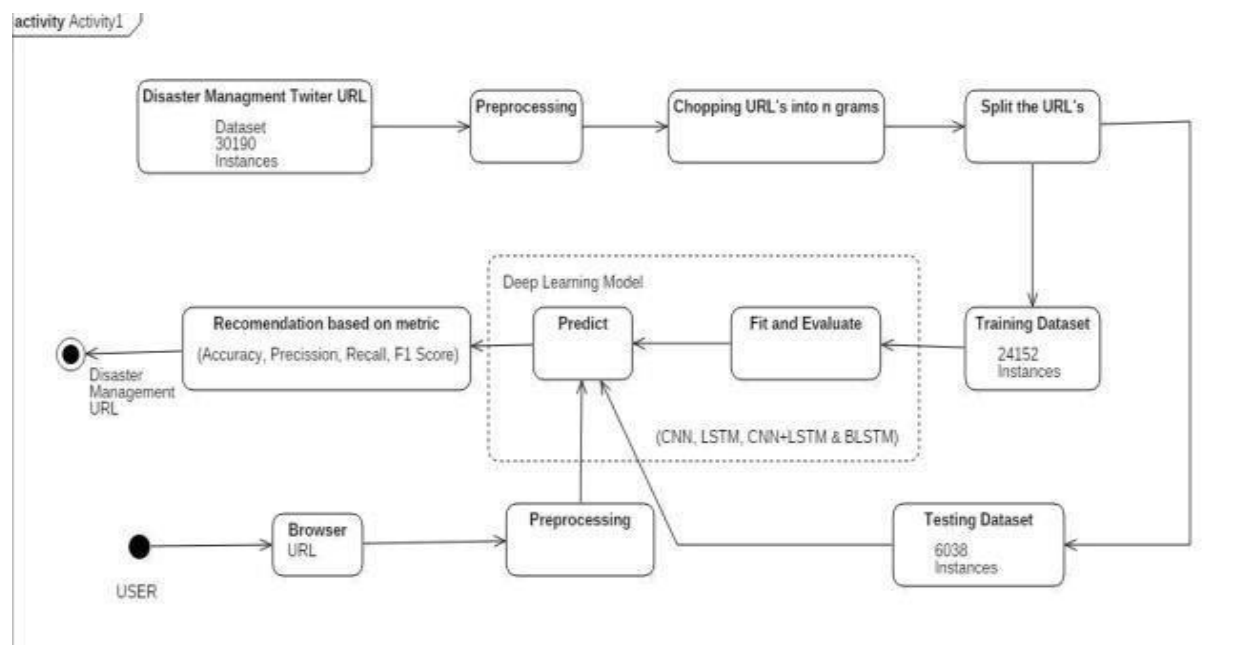 activity Activity1
Disaster Managment Twiter URL
Dataset
30190
Instances
Preprocessing
Chopping URL's into n grams
Split the URL's
Deep Learning Model
Recomendation based on metric
(Accuracy, Precission, Recall, F1 Score)
Predict
Fit and Evaluate
Training Dataset
24152
Instances
Disaster
Management
URL
(CNN, LSTM, CNN+LSTM & BLSTM)
USER
Browser
URL
Preprocessing
Testing Dataset
6038
Instances